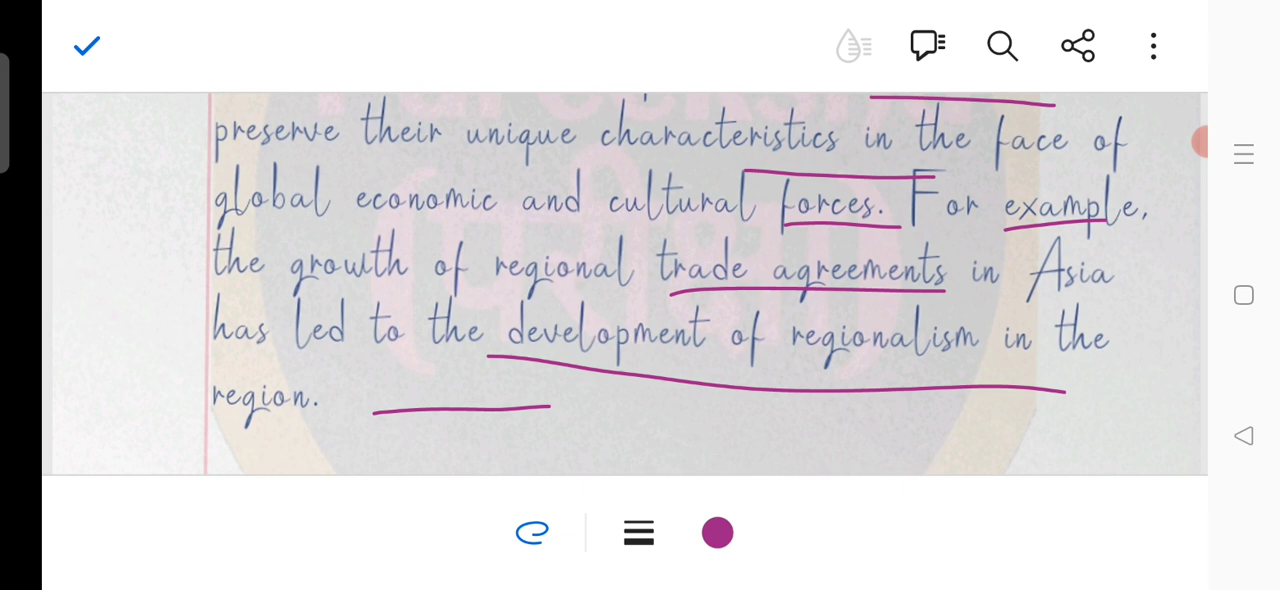 preserve their unique characteristics in the face of
global economic and cultural forces. For example,
the growth of regional trade agreements in Asia
has led to the development of regionalism in the
region.